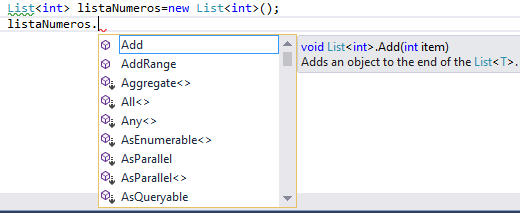 List<int> listaNumeros=new List<int>();
listaNumeros.
Add
void List<int>.Add(int item)
AddRange
Adds an object to the end of the List<T>.
Aggregate<>
All<>
Any<>
AsEnumerable<>
AsParallel
AsParallel<>
AsQueryable